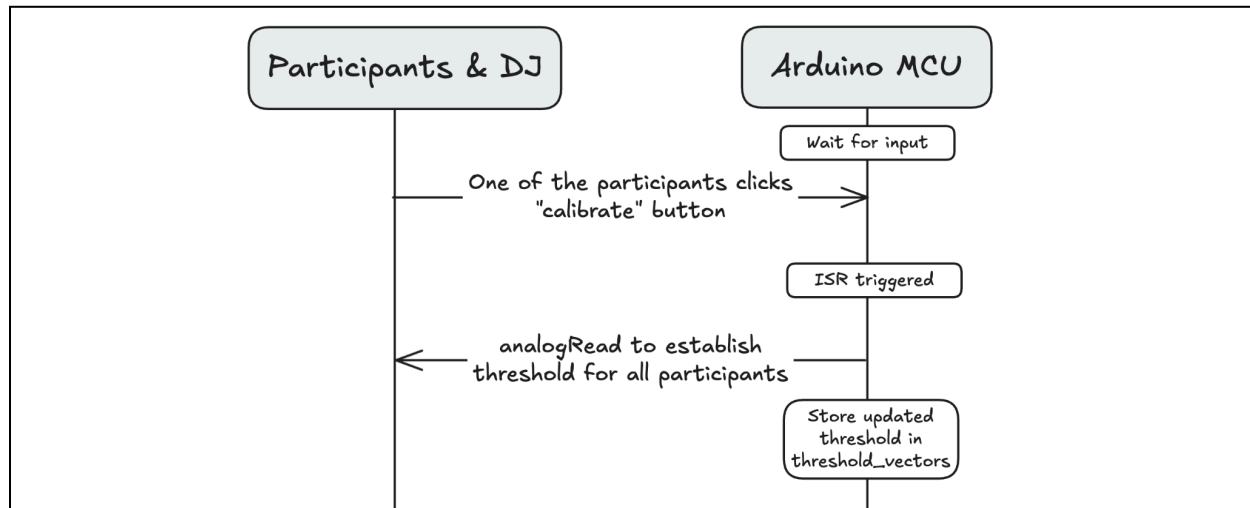 Participants & DJ
Arduino MCU
Wait for input
One of the participants clicks
"calibrate" button
ISR triggered
analogRead to establish
threshold for all participants
Store updated
threshold in
threshold_vectors